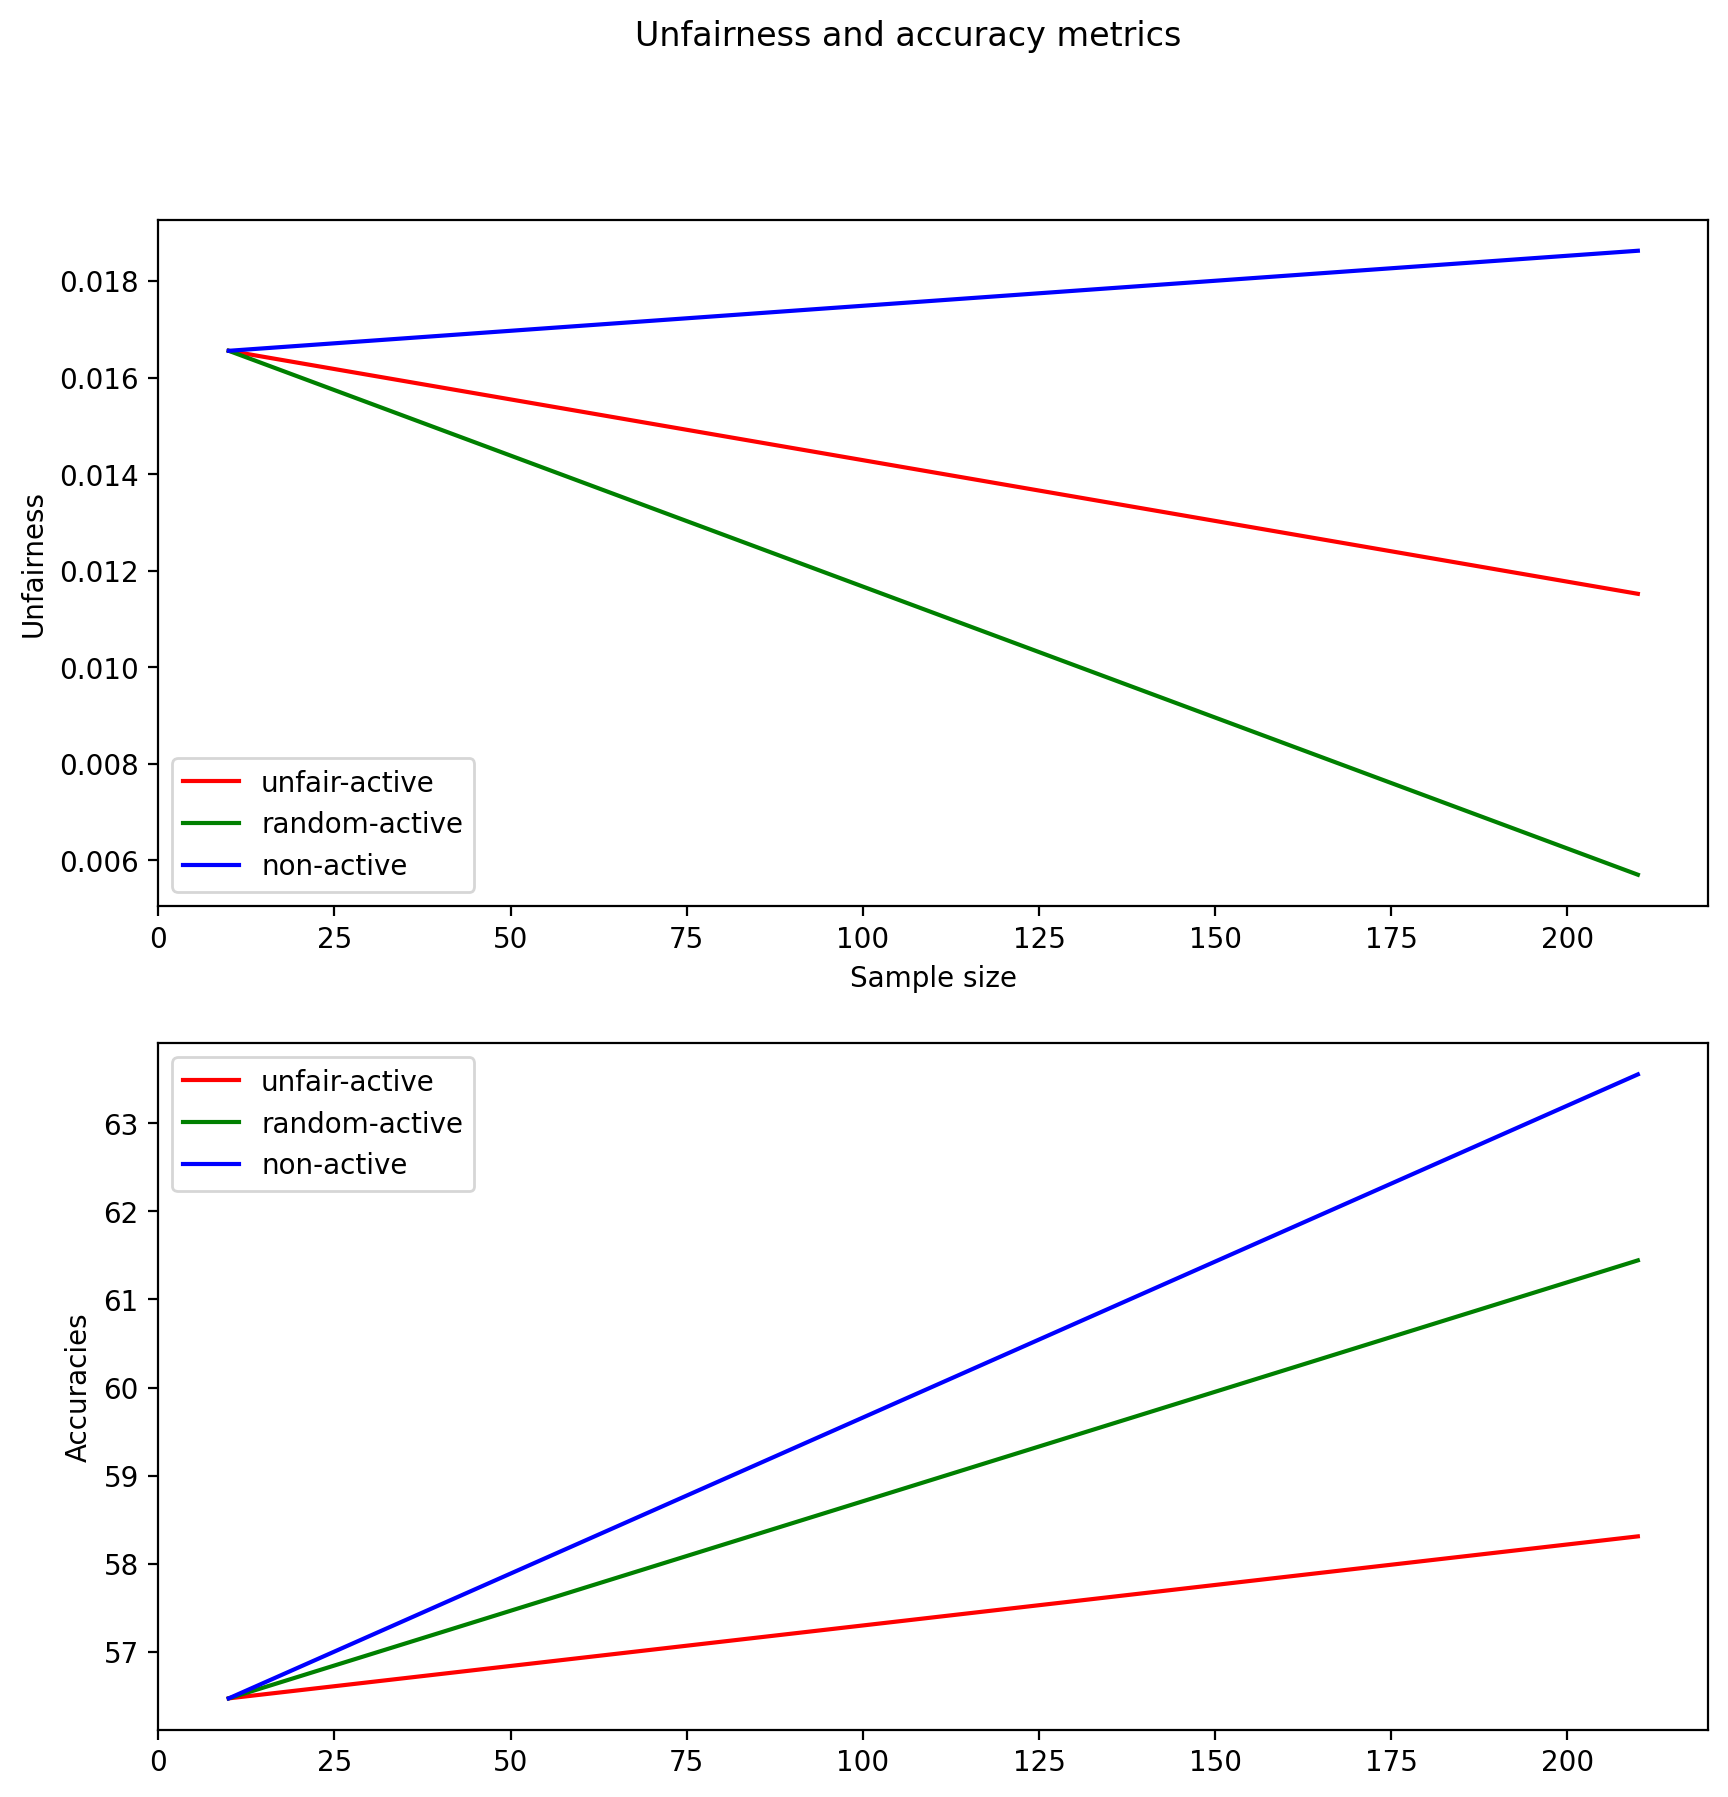 Unfairness and accuracy metrics
0.018
0.016
0.014
0.012
0.010
0.008
0.006
Unfairness
unfair-active
random-active
non-active
0 25 50 75 100 125 150 175 200
Sample size
63
62
61
60
59
58
57
Accuracies
unfair-active
random-active
non-active
0 25 50 75 100 125 150 175 200